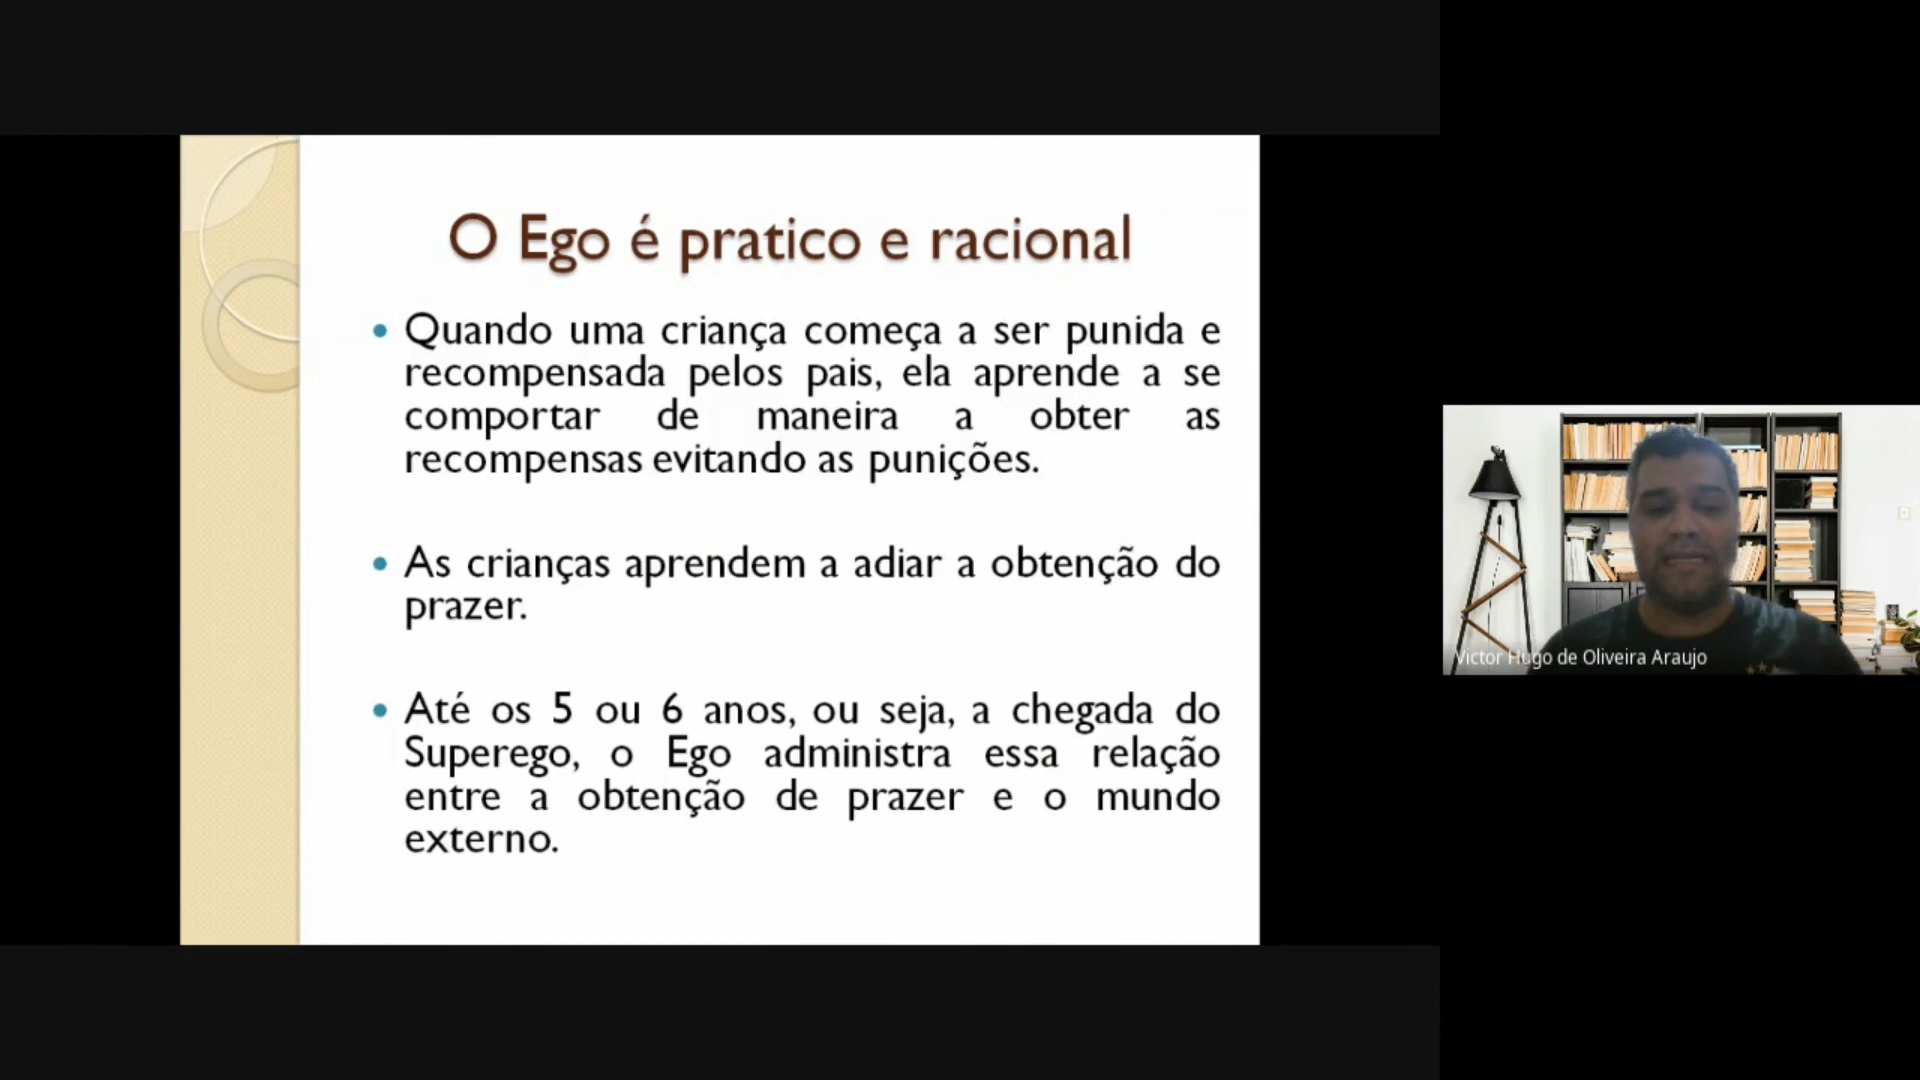 O Ego é pratico e racional
Quando uma criança começa a ser punida e
recompensada pelos pais, ela aprende a se
comportar de maneira a obter as
recompensas evitando as punições.
As crianças aprendem a adiar a obtenção do
prazer.
Até os 5 ou 6 anos, ou seja, a chegada do
Superego, o Ego administra essa relação
entre a obtenção de prazer e o mundo
externo.
Victor Hugo de Oliveira Araujo